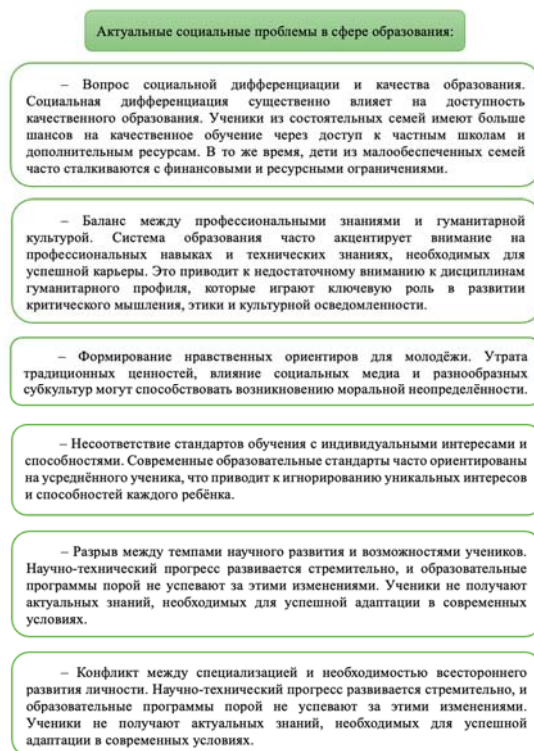 Актуальные социальные проблемы в сфере образования:
– Вопрос социальной дифференциации и качества образования.
Социальная дифференциация существенно влияет на доступность
качественного образования. Ученики из состоятельных семей имеют больше
шансов на качественное обучение через доступ к частным школам и
дополнительным ресурсам. В то же время, дети из малообеспеченных семей
часто сталкиваются с финансовыми и ресурсными ограничениями.
– Баланс между профессиональными знаниями и гуманитарной
культурой. Система образования часто акцентирует внимание на
профессиональных навыках и технических знаниях, необходимых для
успешной карьеры. Это приводит к недостаточному вниманию к дисциплинам
гуманитарного профиля, которые играют ключевую роль в развитии
критического мышления, этики и культурной осведомленности.
– Формирование нравственных ориентиров для молодёжи. Утрата
традиционных ценностей, влияние социальных медиа и разнообразных
субкультур могут способствовать возникновению моральной неопределённости.
– Несоответствие стандартов обучения с индивидуальными интересами и
способностями. Современные образовательные стандарты часто ориентированы
на усреднённого ученика, что приводит к игнорированию уникальных интересов
и способностей каждого ребёнка.
– Разрыв между темпами научного развития и возможностями учеников.
Научно-технический прогресс развивается стремительно, и образовательные
программы порой не успевают за этими изменениями. Ученики не получают
актуальных знаний, необходимых для успешной адаптации в современных
условиях.
– Конфликт между специализацией и необходимостью всестороннего
развития личности. Научно-технический прогресс развивается стремительно, и
образовательные программы порой не успевают за этими изменениями.
Ученики не получают актуальных знаний, необходимых для успешной
адаптации в современных условиях.